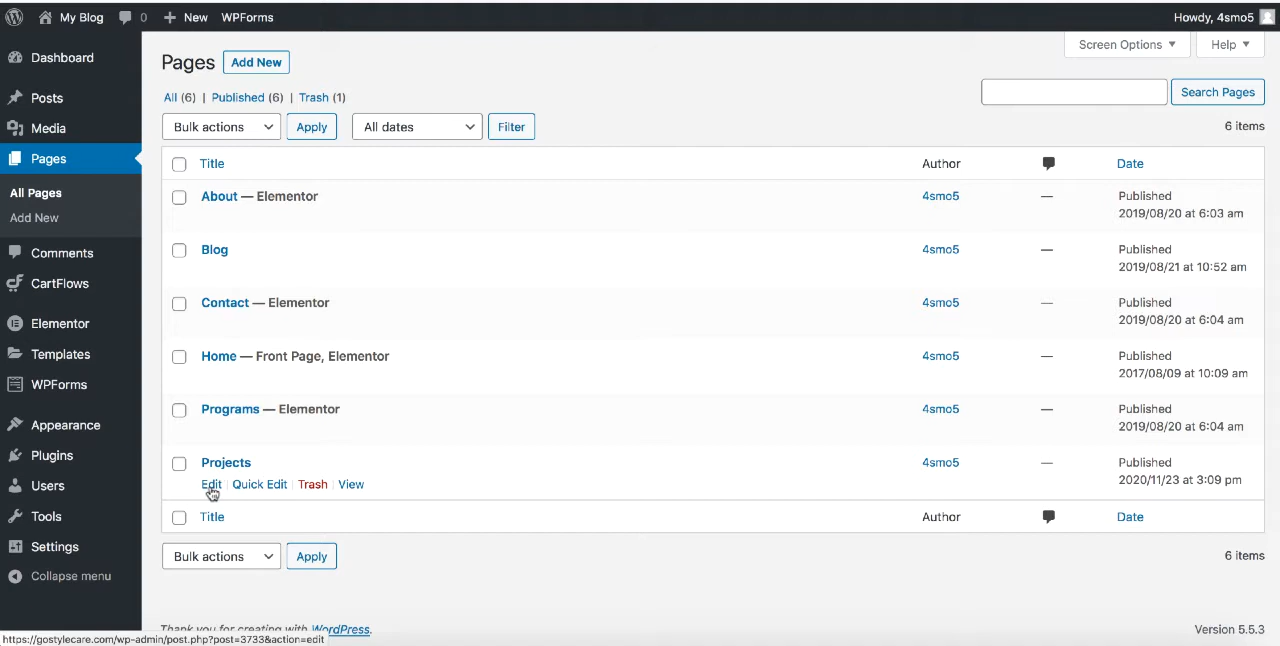 My Blog 0 New WPForms Howdy, 4smo5
Screen Options Help
Dashboard
Posts
Media
Pages
All Pages
Add New
Comments
CartFlows
Elementor
Templates
WPForms
Appearance
Plugins
Users
Tools
Settings
Collapse menu
Pages Add New
All (6) | Published (6) | Trash (1)
Search Pages
Bulk actions Apply All dates Filter 6 items
Title Author Date
About — Elementor 4smo5 — Published
2019/08/20 at 6:03 am
Blog 4smo5 — Published
2019/08/21 at 10:52 am
Contact — Elementor 4smo5 — Published
2019/08/20 at 6:04 am
Home — Front Page, Elementor 4smo5 — Published
2017/08/09 at 10:09 am
Programs — Elementor 4smo5 — Published
2019/08/20 at 6:04 am
Projects 4smo5 — Published
2020/11/23 at 3:09 pm
Edit | Quick Edit | Trash | View
Title Author Date
Bulk actions Apply 6 items
Thank you for creating with WordPress. Version 5.5.3
https://gostylecare.com/wp-admin/post.php?post=3733&action=edit